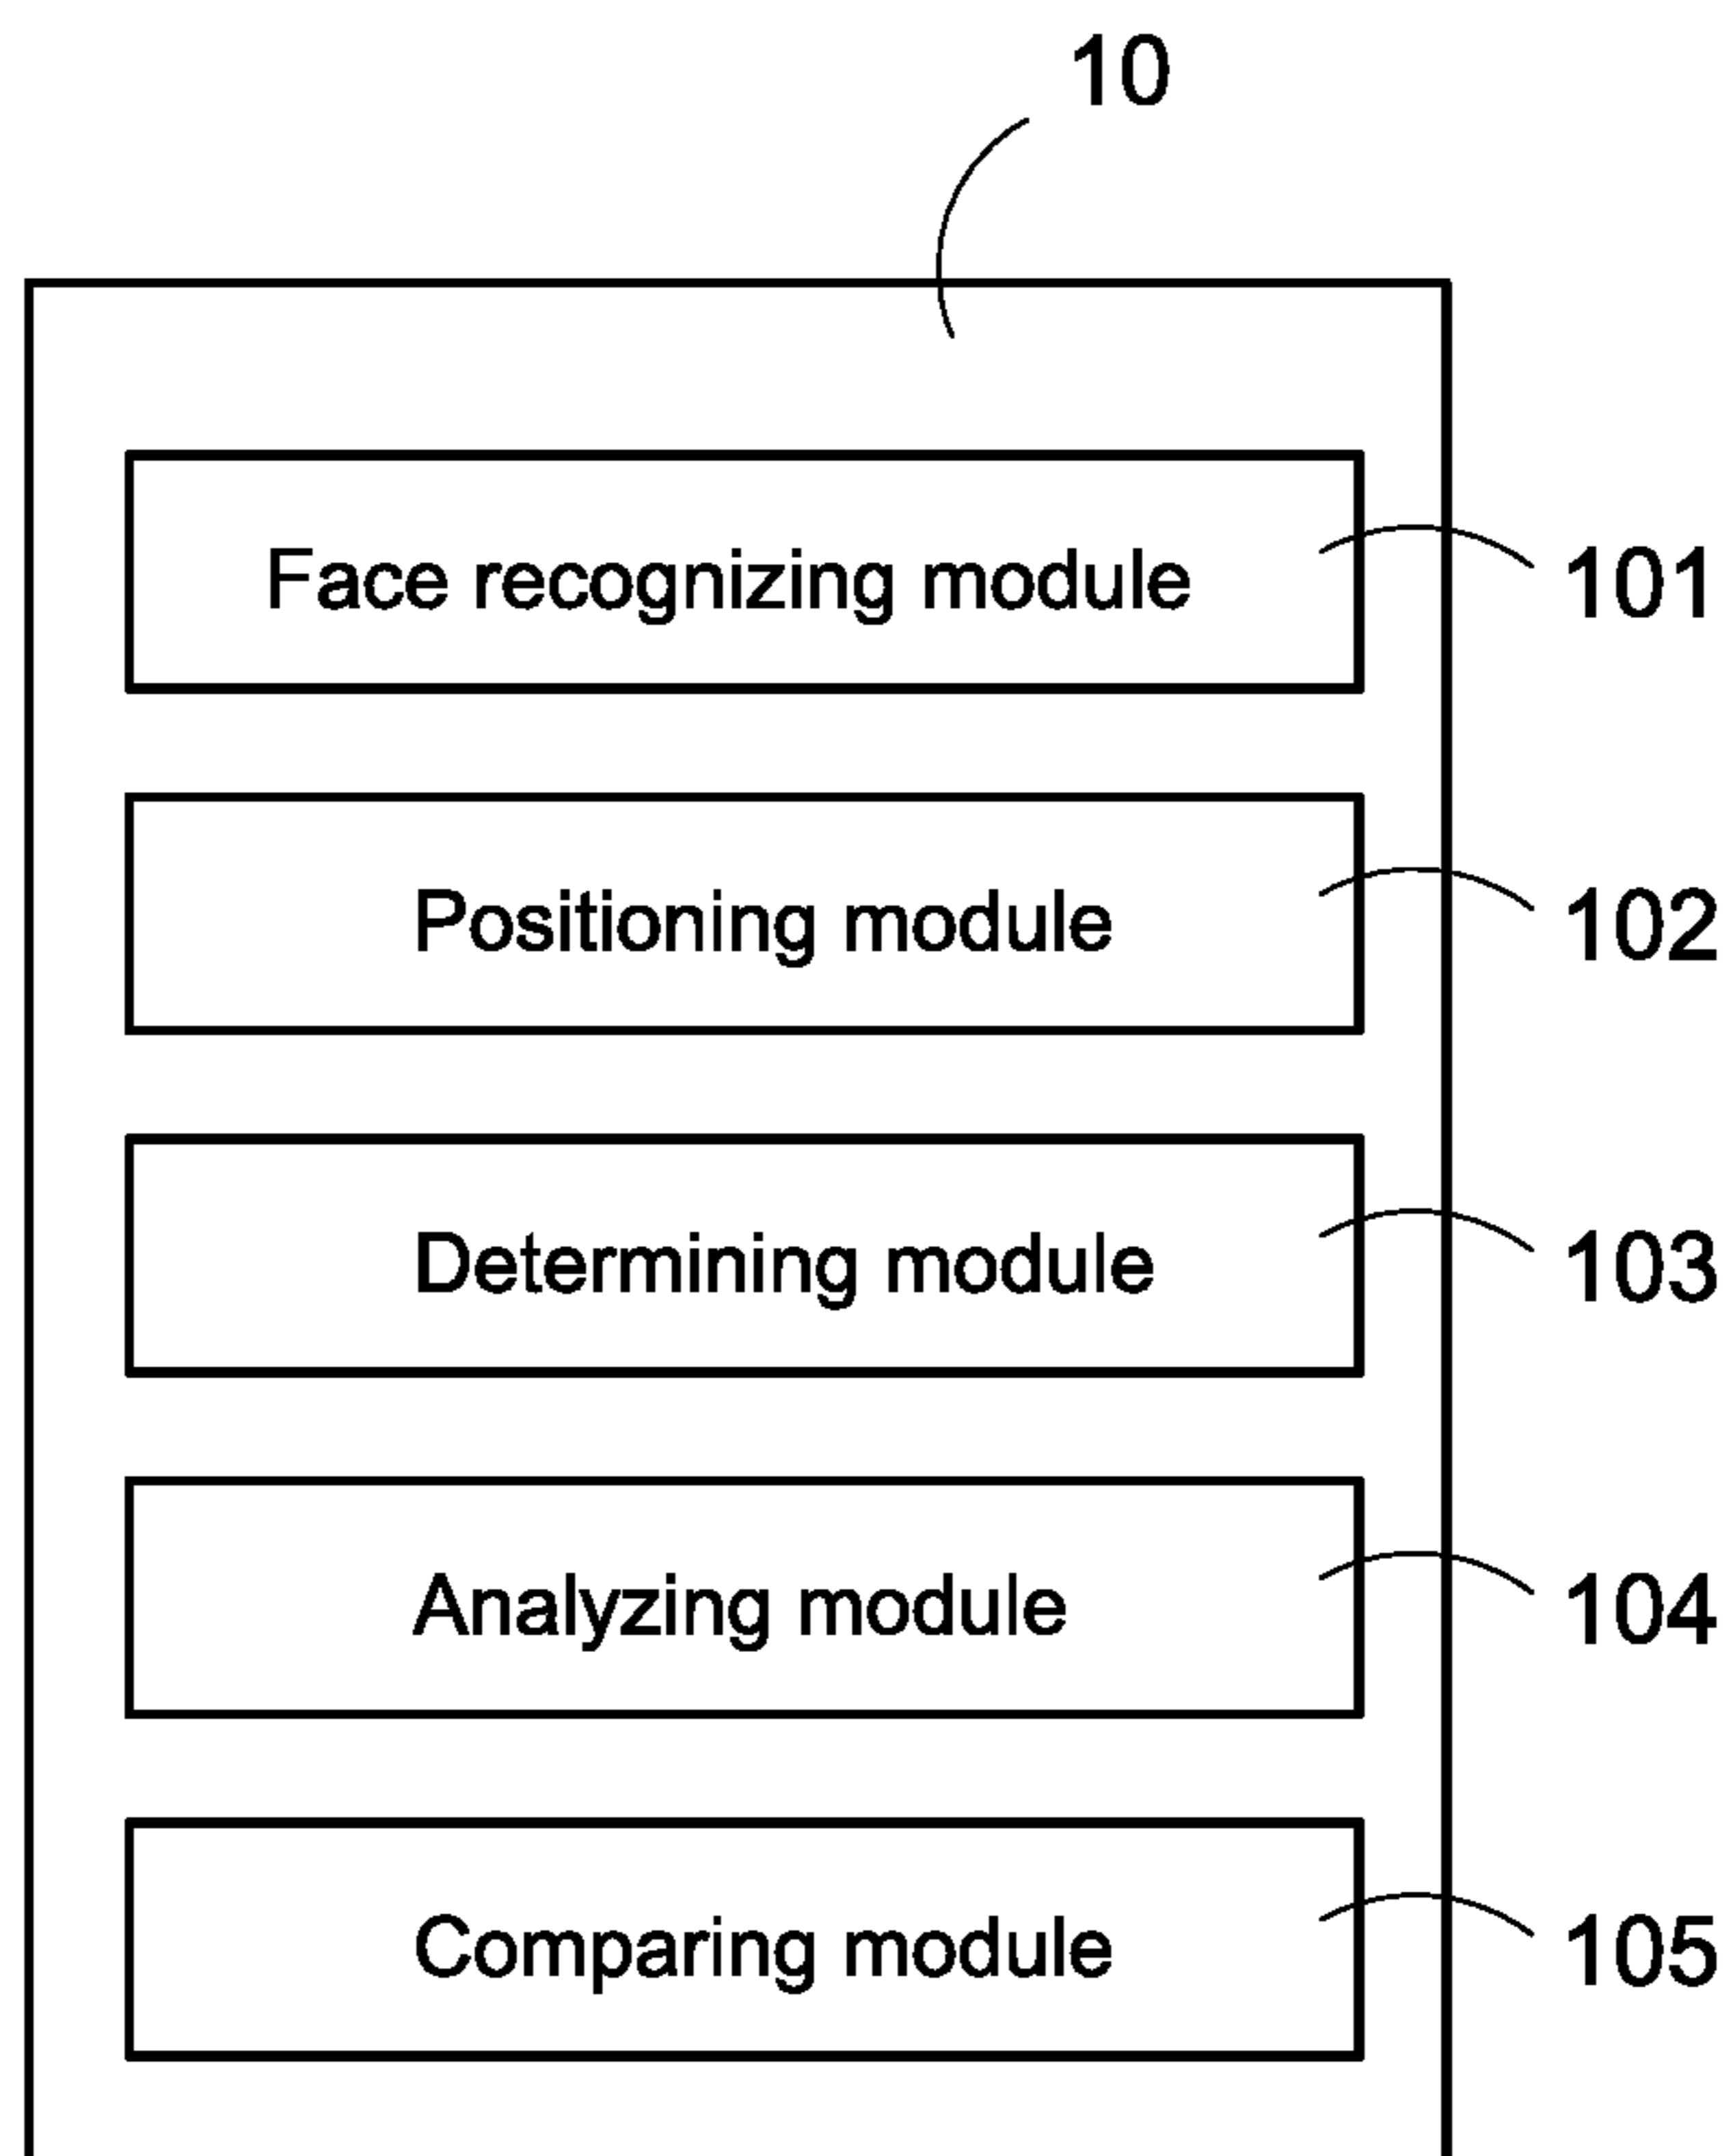 10
Face recognizing module 101
Positioning module 102
Determining module 103
Analyzing module 104
Comparing module 105